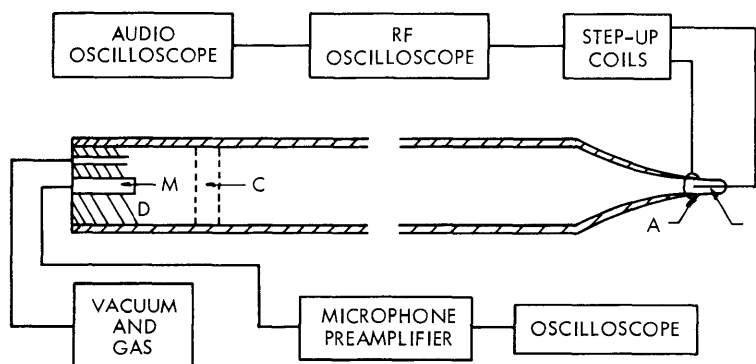 AUDIO
OSCILLOSCOPE
RF
OSCILLOSCOPE
STEP-UP
COILS
M
C
D
A
VACUUM
AND
GAS
MICROPHONE
PREAMPLIFIER
OSCILLOSCOPE